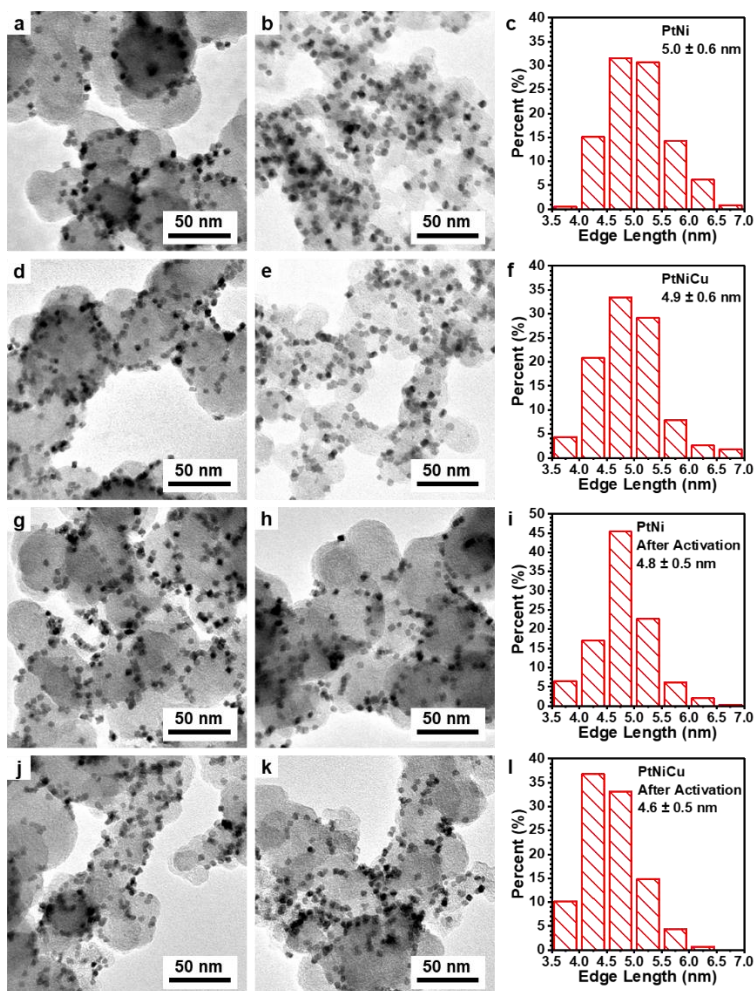 a
50 nm
b
50 nm
c
PtNi
5.0 ± 0.6 nm
Percent (%)
40
35
30
25
20
15
10
5
0
3.5 4.0 4.5 5.0 5.5 6.0 6.5 7.0
Edge Length (nm)
d
50 nm
e
50 nm
f
PtNiCu
4.9 ± 0.6 nm
Percent (%)
40
35
30
25
20
15
10
5
0
3.5 4.0 4.5 5.0 5.5 6.0 6.5 7.0
Edge Length (nm)
g
50 nm
h
50 nm
i
PtNi
After Activation
4.8 ± 0.5 nm
Percent (%)
50
45
40
35
30
25
20
15
10
5
0
3.5 4.0 4.5 5.0 5.5 6.0 6.5 7.0
Edge Length (nm)
j
50 nm
k
50 nm
l
PtNiCu
After Activation
4.6 ± 0.5 nm
Percent (%)
40
35
30
25
20
15
10
5
0
3.5 4.0 4.5 5.0 5.5 6.0 6.5 7.0
Edge Length (nm)